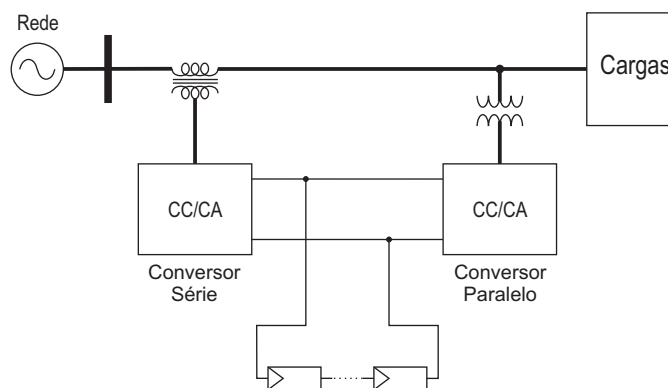 Rede
Cargas
CC/CA
CC/CA
Conversor
Série
Conversor
Paralelo